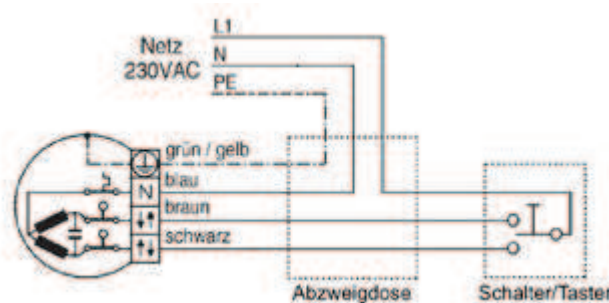 L1
Netz
230VAC
N
PE
grün / gelb
blau
N
braun
schwarz
Abzweigdose
Schalter/Taster